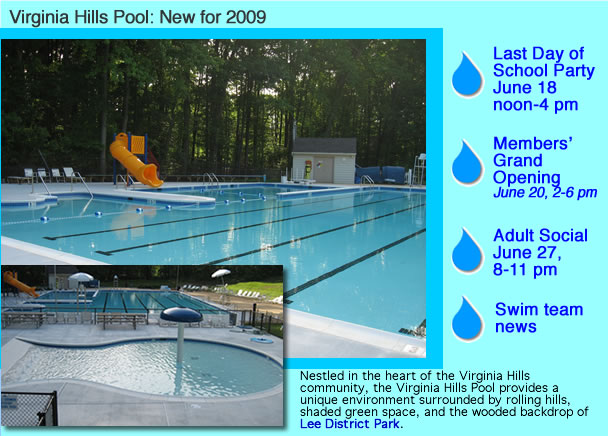 Virginia Hills Pool: New for 2009
Last Day of
School Party
June 18
noon-4 pm
Members'
Grand
Opening
June 20, 2-6 pm
Adult Social
June 27,
8-11 pm
Swim team
news
Nestled in the heart of the Virginia Hills
community, the Virginia Hills Pool provides a
unique environment surrounded by rolling hills,
shaded green space, and the wooded backdrop of
Lee District Park.